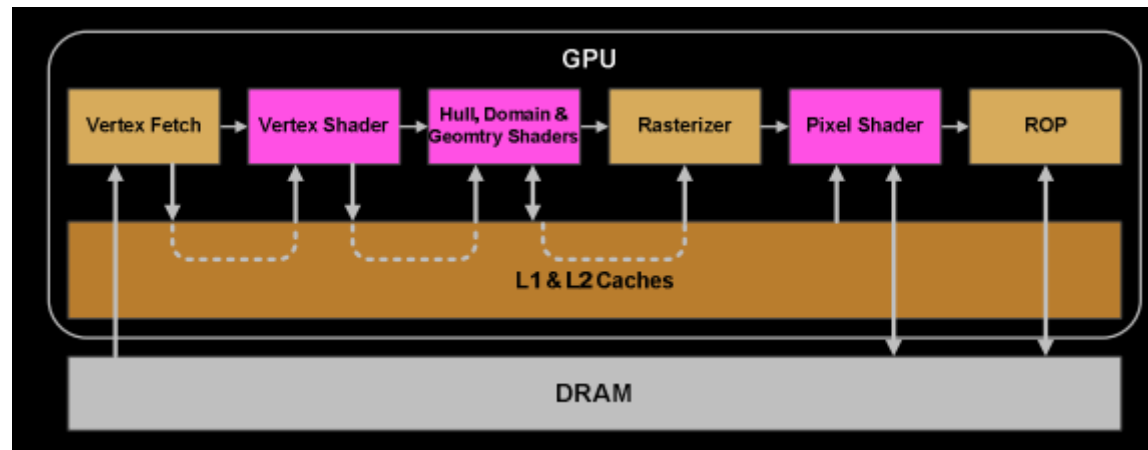 GPU
Vertex Fetch
Vertex Shader
Hull, Domain &
Geomtry Shaders
Rasterizer
Pixel Shader
ROP
L1 & L2 Caches
DRAM